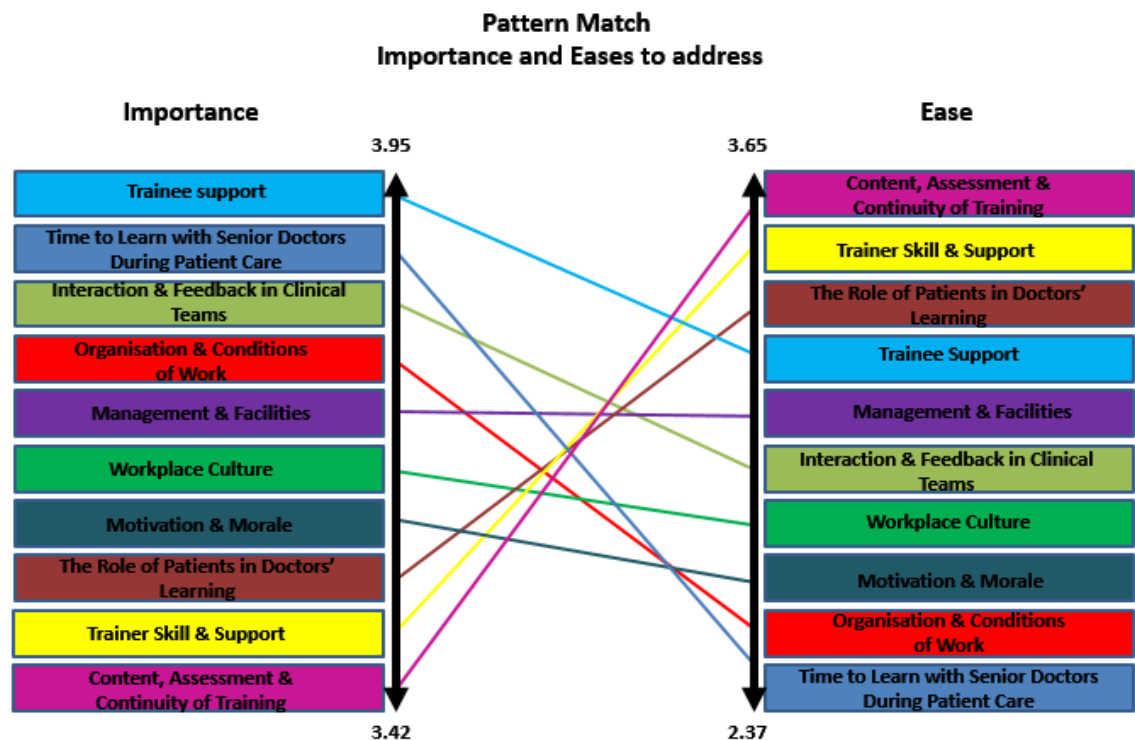 Pattern Match
Importance and Eases to address
Importance
3.95
Trainee support
Time to Learn with Senior Doctors
During Patient Care
Interaction & Feedback in Clinical
Teams
Organisation & Conditions
of Work
Management & Facilities
Workplace Culture
Motivation & Morale
The Role of Patients in Doctors’
Learning
Trainer Skill & Support
Content, Assessment &
Continuity of Training
3.42
Ease
3.65
Content, Assessment &
Continuity of Training
Trainer Skill & Support
The Role of Patients in Doctors’
Learning
Trainee Support
Management & Facilities
Interaction & Feedback in Clinical
Teams
Workplace Culture
Motivation & Morale
Organisation & Conditions
of Work
Time to Learn with Senior Doctors
During Patient Care
2.37